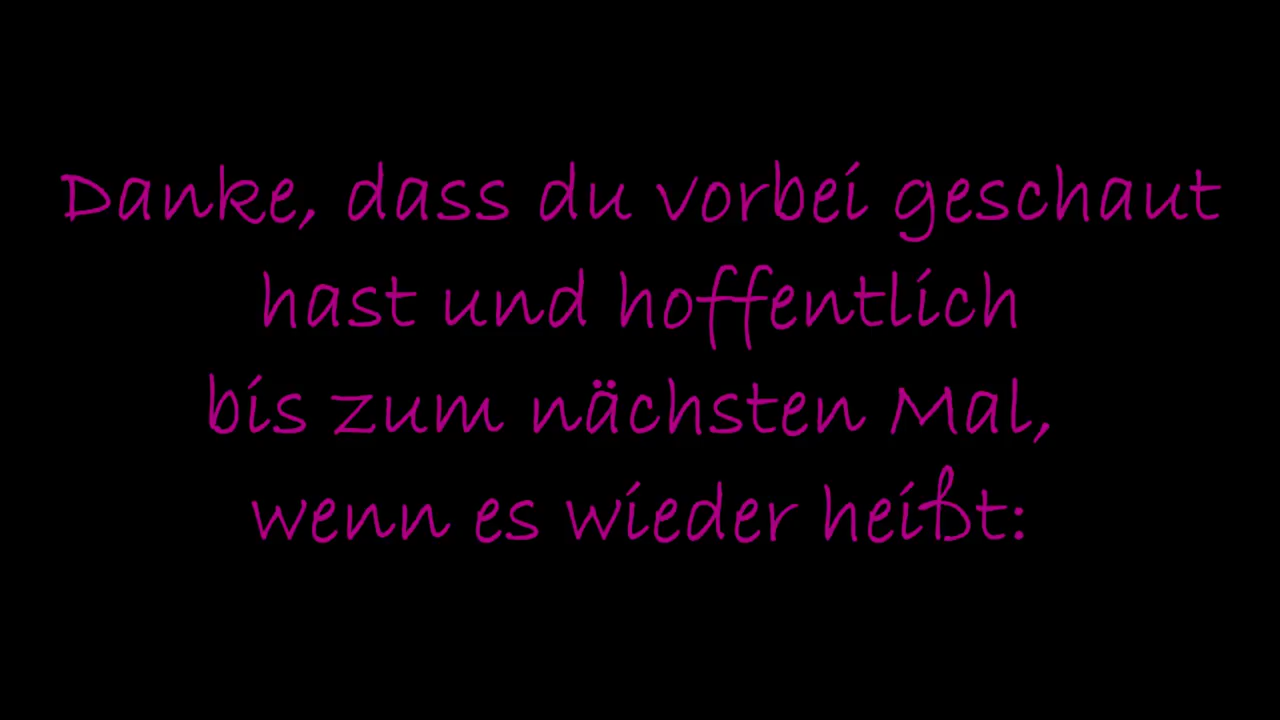 Danke, dass du vorbei geschaut
hast und hoffentlich
bis zum nächsten Mal,
wenn es wieder heißt: